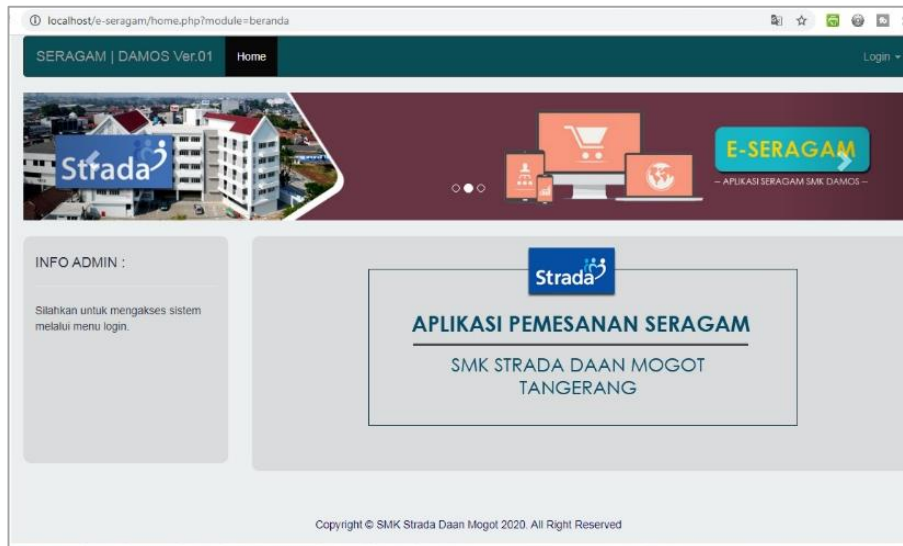 localhost/e-seragam/home.php?module=beranda
SERAGAM | DAMOS Ver.01
Home
Login
Strada
E-SERAGAM
– APLIKASI SERAGAM SMK DAMOS –
INFO ADMIN :
Silahkan untuk mengakses sistem
melalui menu login.
Strada
APLIKASI PEMESANAN SERAGAM
SMK STRADA DAAN MOGOT
TANGERANG
Copyright © SMK Strada Daan Mogot 2020. All Right Reserved